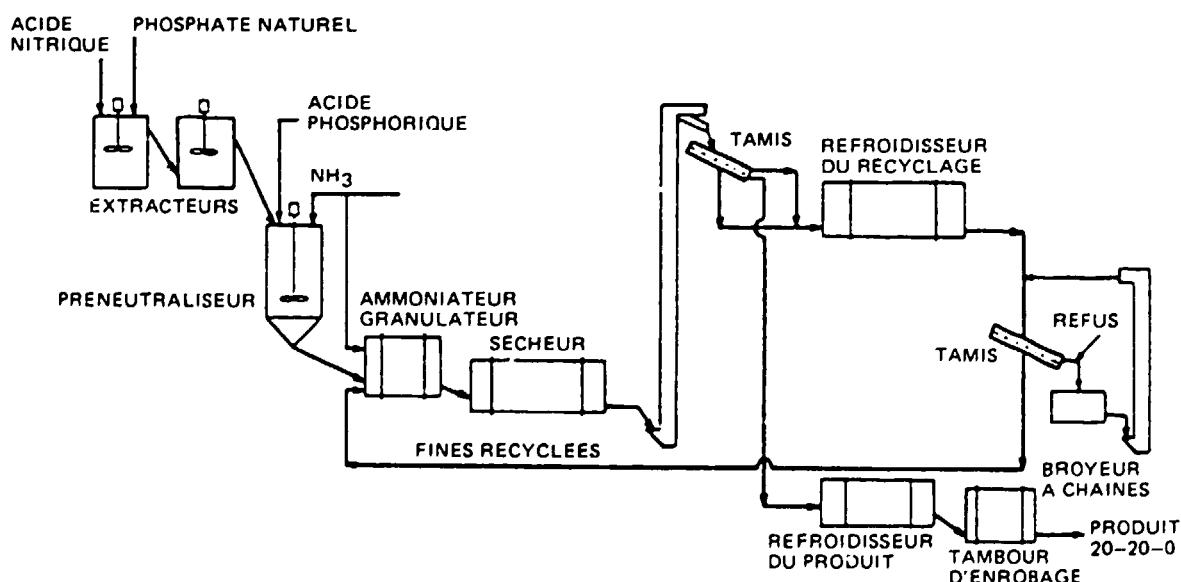 ACIDE
NITRIQUE
PHOSPHATE NATUREL
ACIDE
PHOSPHORIQUE
NH3
EXTRACTEURS
PRENEUTRALISEUR
AMMONIATEUR
GRANULATEUR
SECHEUR
TAMIS
REFROIDISSEUR
DU RECYCLAGE
REFUS
TAMIS
FINES RECYCLEES
BROYEUR
A CHAINES
REFROIDISSEUR
DU PRODUIT
TAMBOUR
D'ENROBAGE
PRODUIT
20-20-0